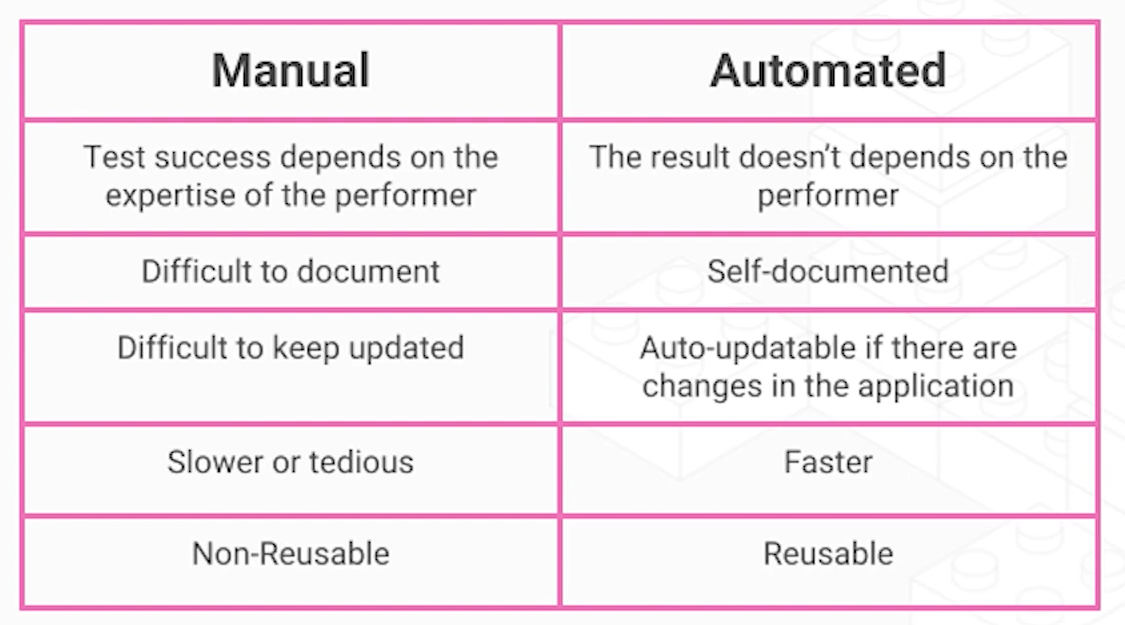 Manual
Automated
Test success depends on the
expertise of the performer
The result doesn't depends on the
performer
Difficult to document
Self-documented
Difficult to keep updated
Auto-updatable if there are
changes in the application
Slower or tedious
Faster
Non-Reusable
Reusable